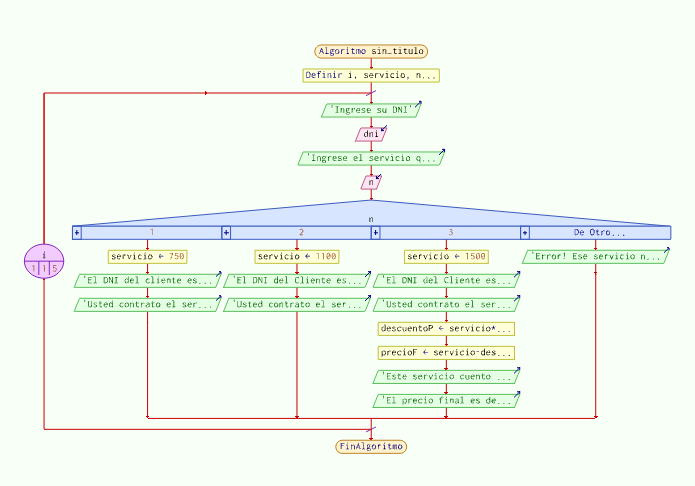 Algoritmo sin_titulo
Definir i, servicio, n...
'Ingrese su DNI'
dni
'Ingrese el servicio q...
n
n
1 2 3 De Otro...
servicio ← 750 servicio ← 1100 servicio ← 1500 'Error! Ese servicio n...
i
1 1 5
'El DNI del cliente es... 'El DNI del Cliente es... 'El DNI del Cliente es...
'Usted contrato el ser... 'Usted contrato el ser... 'Usted contrato el ser...
descuentoP ← servicio*...
precioF ← servicio-des...
'Este servicio cuento ...
'El precio final es de...
FinAlgoritmo